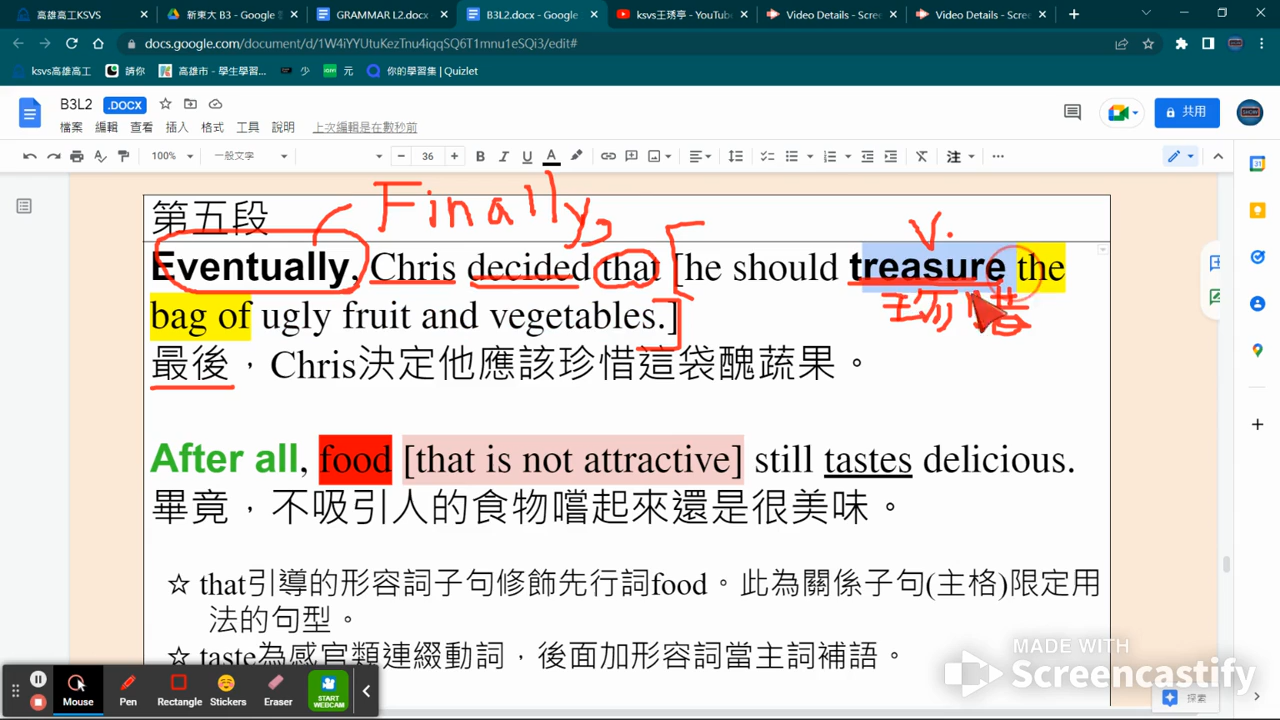 高雄高工KSVS
新東大 B3 - Google
GRAMMAR L2.docx
B3L2.docx - Google
ksvs王琇亭 - YouTube
Video Details - Scre
Video Details - Scre
docs.google.com/document/d/1W4iYYUtuKezTnu4iqqSQ6T1mnu1eSQi3/edit#
ksvs高雄高工
請你
高雄市 - 學生學習...
少
元
你的學習集 | Quizlet
B3L2 .DOCX
檔案 編輯 查看 插入 格式 工具 說明 上次編輯是在數秒前
共用
100% 一般文字 36 注
第五段
Finally,
V.
Eventually, Chris decided that [he should treasure the
珍惜
bag of ugly fruit and vegetables.]
最後，Chris決定他應該珍惜這袋醜蔬果。
After all, food [that is not attractive] still tastes delicious.
畢竟，不吸引人的食物嚐起來還是很美味。
☆ that引導的形容詞子句修飾先行詞food。此為關係子句(主格)限定用
法的句型。
☆ taste為感官類連綴動詞，後面加形容詞當主詞補語。
MADE WITH
Screencastify
Mouse Pen Rectangle Stickers Eraser START WEBCAM
探索